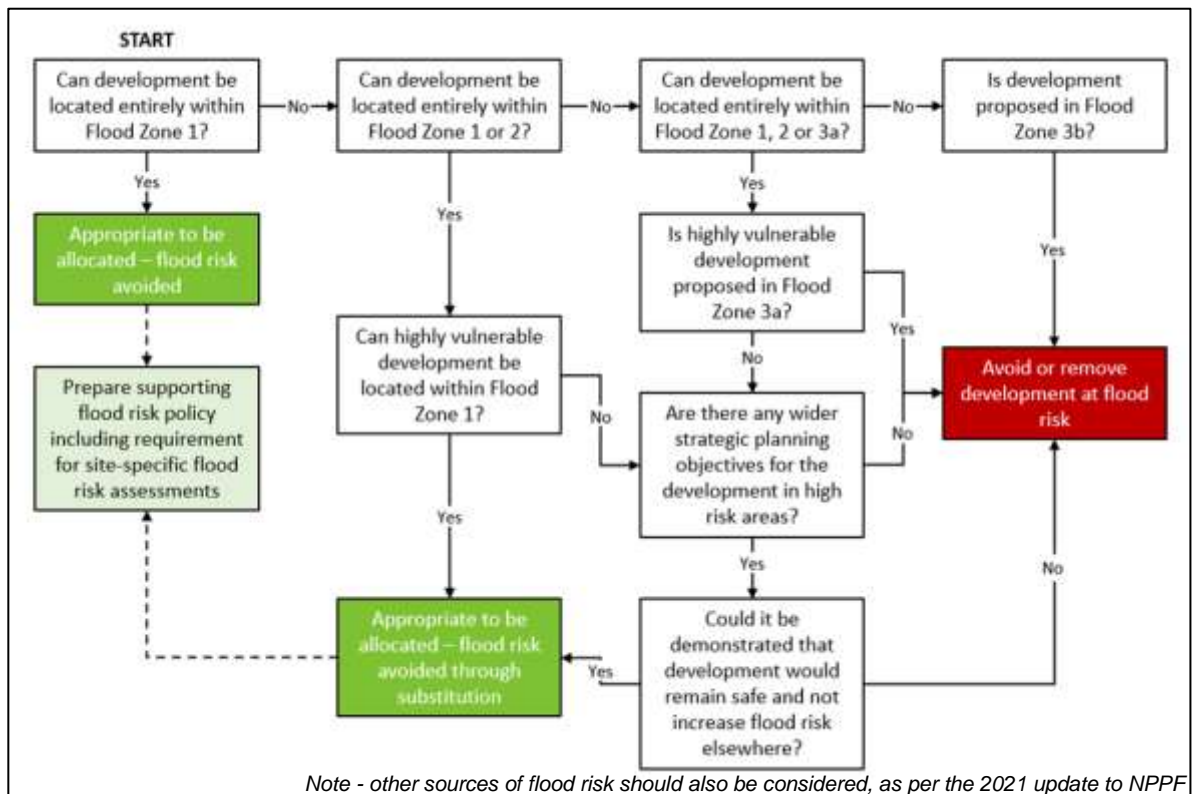 START
Can development be
located entirely within
Flood Zone 1?
No
Can development be
located entirely within
Flood Zone 1 or 2?
No
Can development be
located entirely within
Flood Zone 1, 2 or 3a?
No
Is development
proposed in Flood
Zone 3b?
Yes
Yes
Yes
Yes
Appropriate to be
allocated – flood risk
avoided
Is highly vulnerable
development
proposed in Flood
Zone 3a?
Yes
No
Can highly vulnerable
development be
located within Flood
Zone 1?
No
Yes
Prepare supporting
flood risk policy
including requirement
for site-specific flood
risk assessments
Are there any wider
strategic planning
objectives for the
development in high
risk areas?
No
Yes
Avoid or remove
development at flood
risk
Appropriate to be
allocated – flood risk
avoided through
substitution
Yes
Could it be
demonstrated that
development would
remain safe and not
increase flood risk
elsewhere?
No
Note - other sources of flood risk should also be considered, as per the 2021 update to NPPF